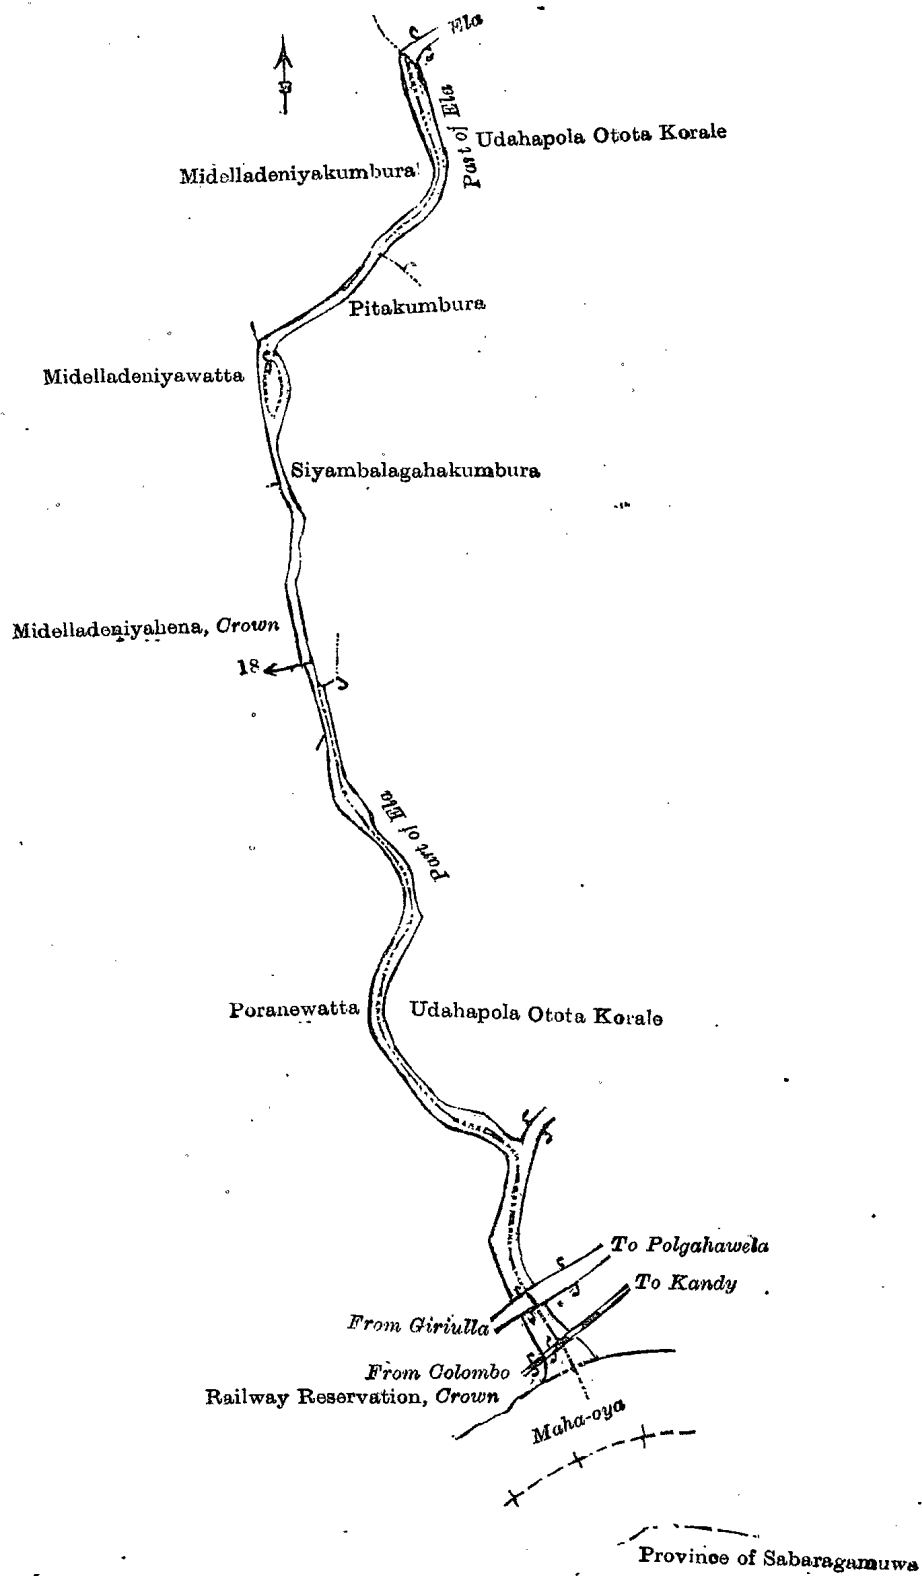 Ela
Part of Ela
Udahapola Otota Korale
Midelladeniyakumbura
Pitakumbura
Midelladeniyawatta
Siyambalagahakumbura
Midelladeniyahena, Crown
18
Part of Ela
Poranewatta
Udahapola Otota Korale
To Polgahawela
To Kandy
From Giriulla
From Colombo
Railway Reservation, Crown
Maha-oya
Province of Sabaragamuwa